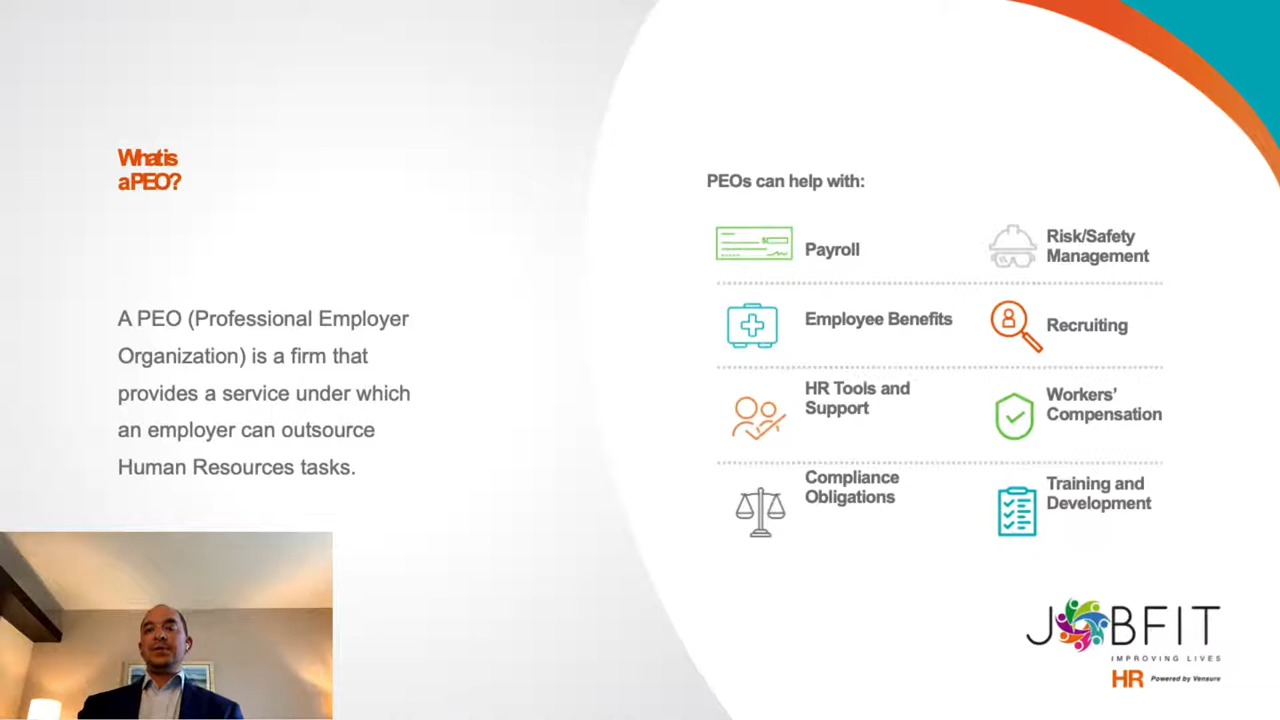 What is
a PEO?
A PEO (Professional Employer
Organization) is a firm that
provides a service under which
an employer can outsource
Human Resources tasks.
PEOs can help with:
Payroll
Risk/Safety
Management
Employee Benefits
Recruiting
HR Tools and
Support
Workers’
Compensation
Compliance
Obligations
Training and
Development
JOBFIT
IMPROVING LIVES
HR Powered by Vensure